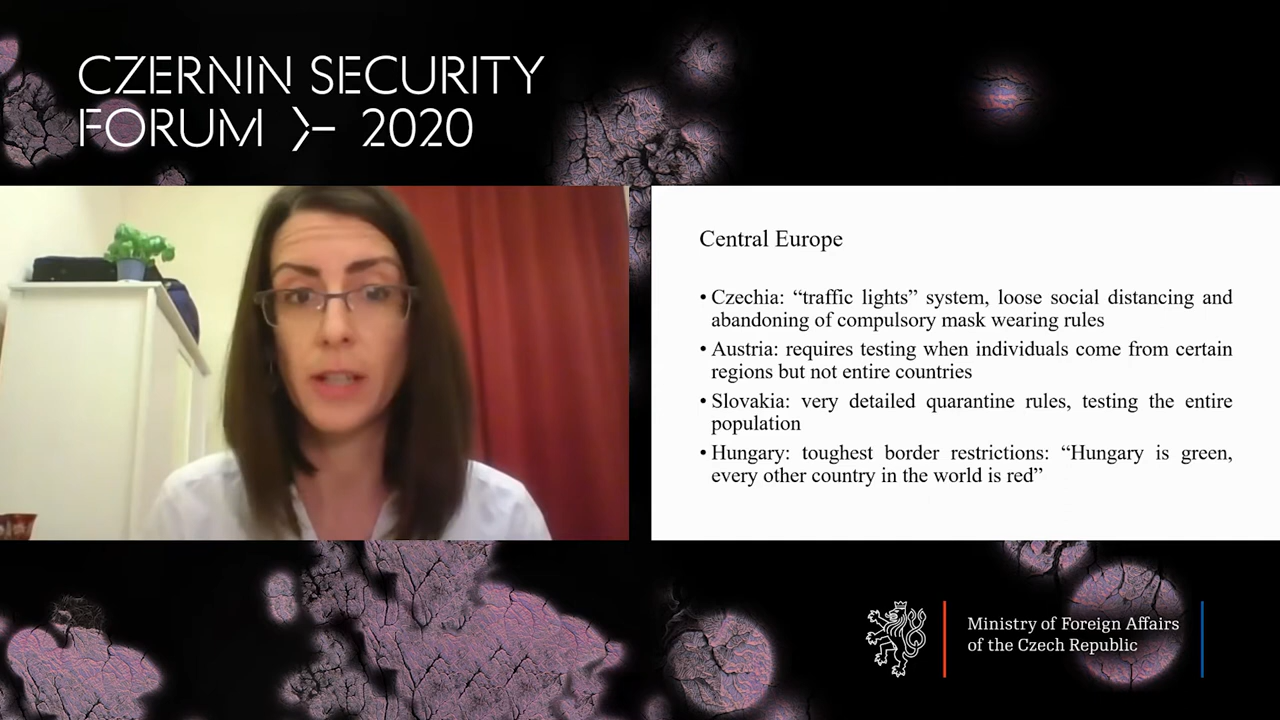 CZERNIN SECURITY
FORUM >- 2020
Central Europe
• Czechia: “traffic lights” system, loose social distancing and
abandoning of compulsory mask wearing rules
• Austria: requires testing when individuals come from certain
regions but not entire countries
• Slovakia: very detailed quarantine rules, testing the entire
population
• Hungary: toughest border restrictions: “Hungary is green,
every other country in the world is red”
Ministry of Foreign Affairs
of the Czech Republic